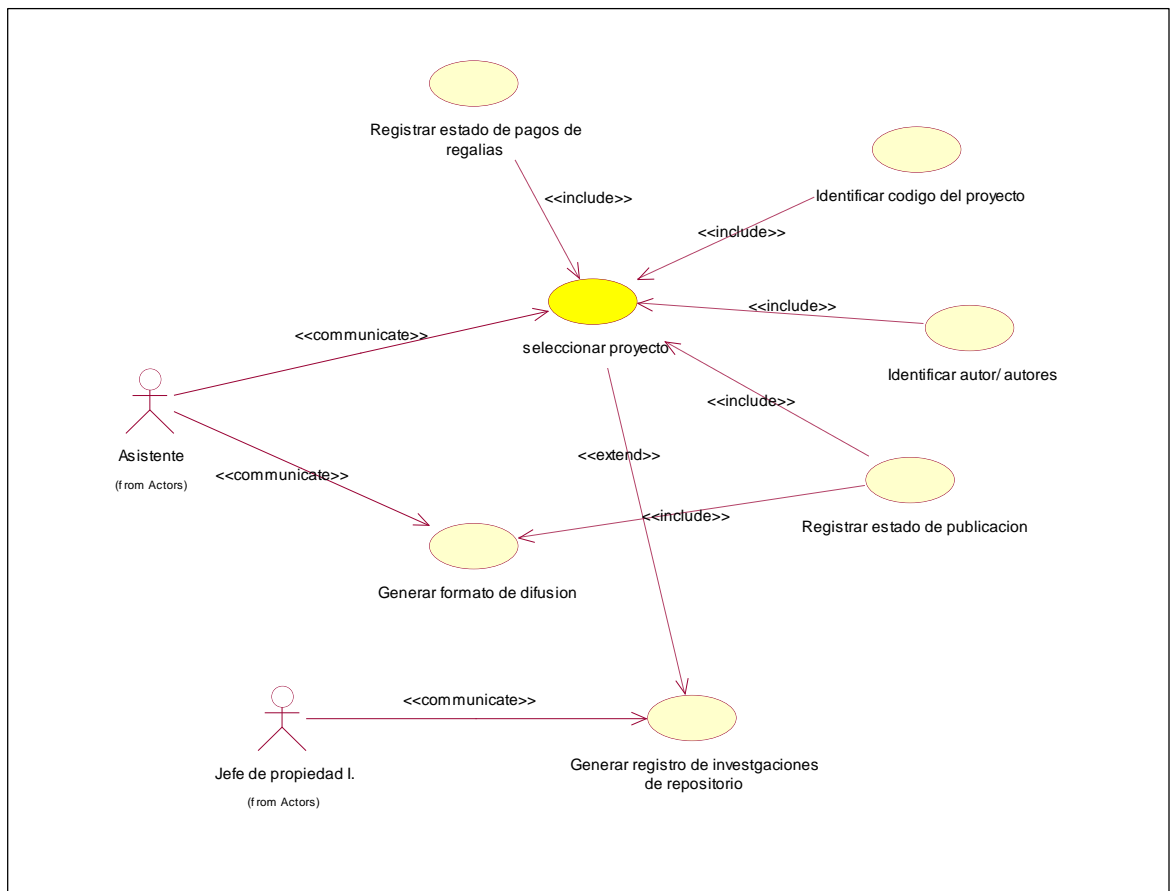 Registrar estado de pagos de
regalias
Identificar codigo del proyecto
<<include>>
<<include>>
<<include>>
<<communicate>>
seleccionar proyecto
Identificar autor/ autores
<<include>>
Asistente
(from Actors)
<<extend>>
<<communicate>>
<<include>>
Registrar estado de publicacion
Generar formato de difusion
<<communicate>>
Jefe de propiedad I.
(from Actors)
Generar registro de investgaciones
de repositorio